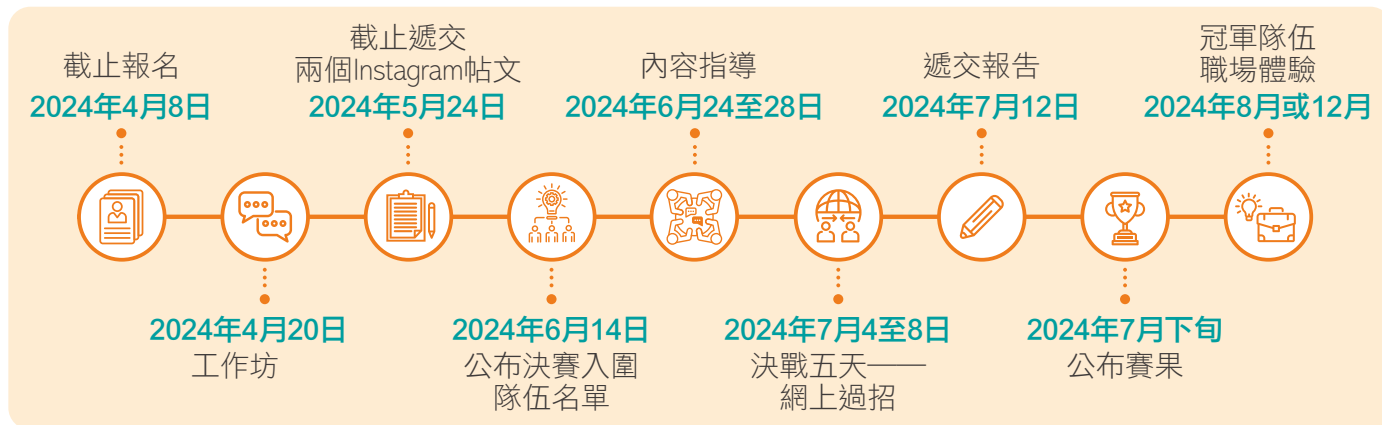 截止報名
2024年4月8日
2024年4月20日
工作坊
截止遞交
兩個Instagram帖文
2024年5月24日
2024年6月14日
公布決賽入圍
隊伍名單
內容指導
2024年6月24至28日
2024年7月4至8日
決戰五天——
網上過招
遞交報告
2024年7月12日
2024年7月下旬
公布賽果
冠軍隊伍
職場體驗
2024年8月或12月